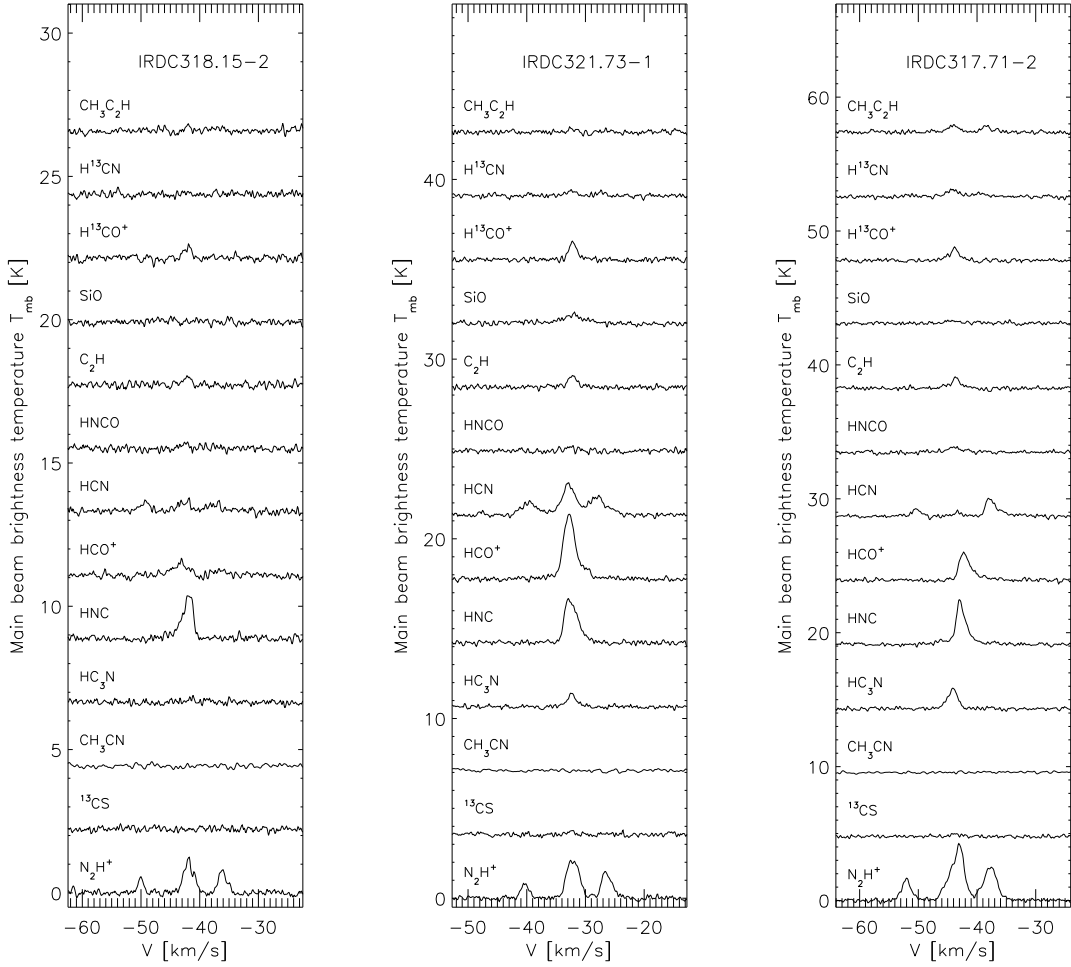 Main beam brightness temperature T_mb [K]
30
25
20
15
10
5
0
IRDC318.15−2
CH₃C₂H
H¹³CN
H¹³CO⁺
SiO
C₂H
HNCO
HCN
HCO⁺
HNC
HC₃N
CH₃CN
¹³CS
N₂H⁺
−60 −50 −40 −30
V [km/s]
Main beam brightness temperature T_mb [K]
40
30
20
10
0
IRDC321.73−1
CH₃C₂H
H¹³CN
H¹³CO⁺
SiO
C₂H
HNCO
HCN
HCO⁺
HNC
HC₃N
CH₃CN
¹³CS
N₂H⁺
−50 −40 −30 −20
V [km/s]
Main beam brightness temperature T_mb [K]
60
50
40
30
20
10
0
IRDC317.71−2
CH₃C₂H
H¹³CN
H¹³CO⁺
SiO
C₂H
HNCO
HCN
HCO⁺
HNC
HC₃N
CH₃CN
¹³CS
N₂H⁺
−60 −50 −40 −30
V [km/s]